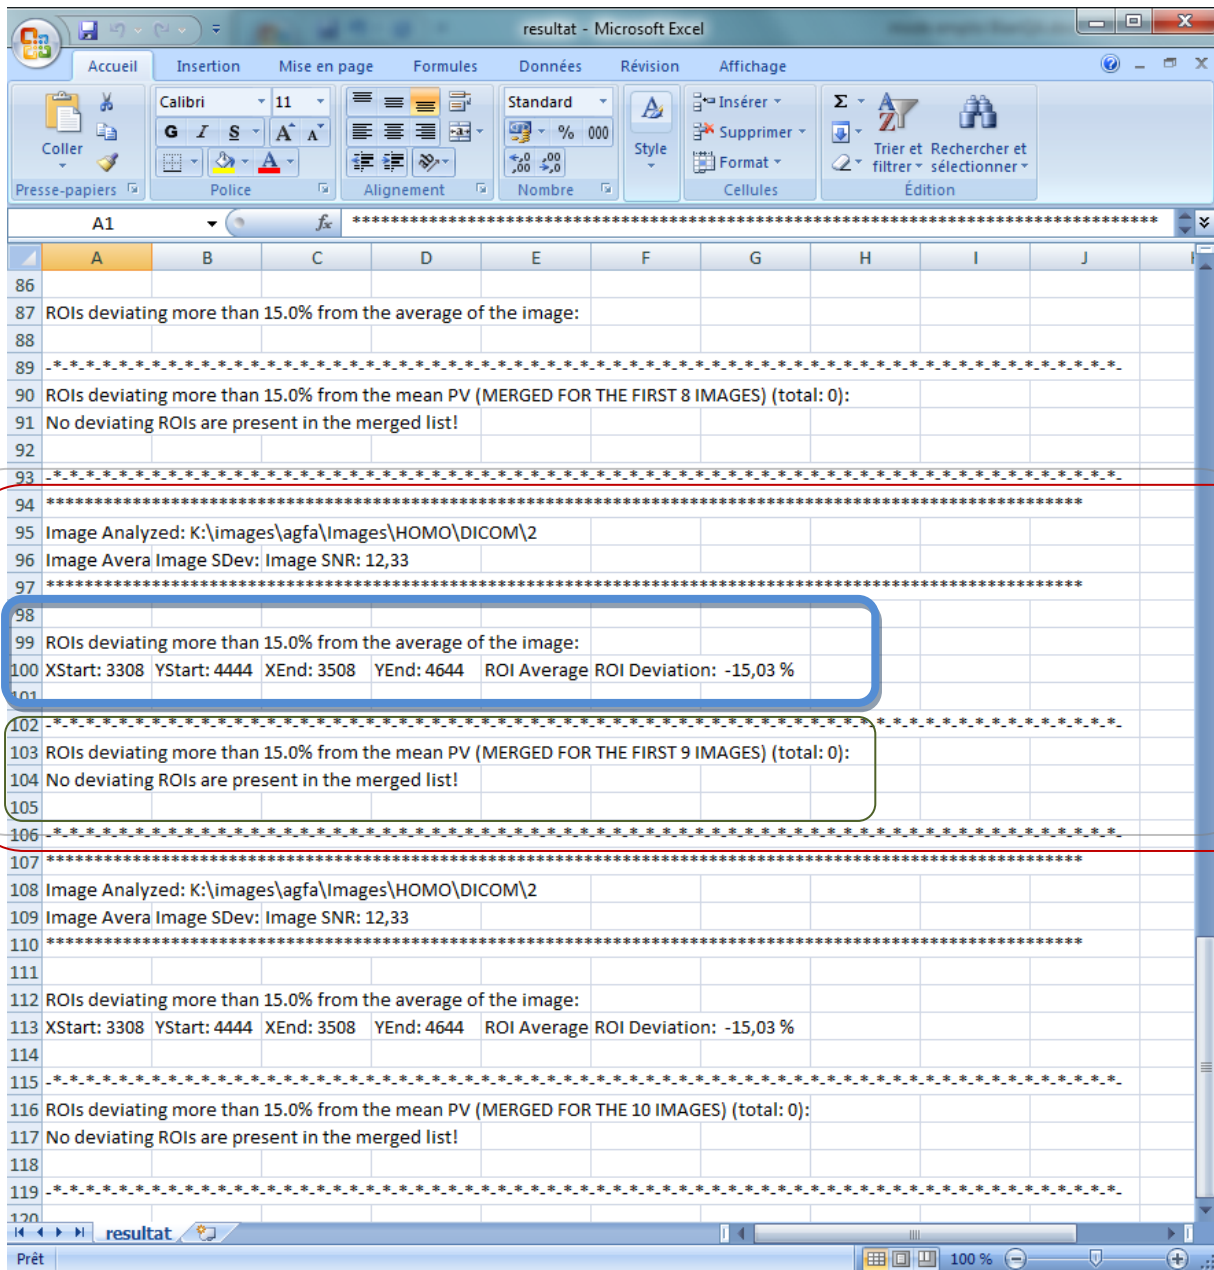 resultat - Microsoft Excel
Accueil Insertion Mise en page Formules Données Révision Affichage
Calibri 11 Standard Insérer Σ
Coller G I S A A % 000 Style Supprimer Trier et filtrer Rechercher et sélectionner
A ,0 ,00 ,00 ,0 Format
Presse-papiers Police Alignement Nombre Cellules Édition
A1 fx ************************************************************************************
A B C D E F G H I J
86
87 ROIs deviating more than 15.0% from the average of the image:
88
89 -*-*-*-*-*-*-*-*-*-*-*-*-*-*-*-*-*-*-*-*-*-*-*-*-*-*-*-*-*-*-*-*-*-*-*-*-*-*-*-*-*-*-*-*-*-*-*-*-*-*-*-*-*-*-*-*-*-*-*-*-*-*-*-*-*-
90 ROIs deviating more than 15.0% from the mean PV (MERGED FOR THE FIRST 8 IMAGES) (total: 0):
91 No deviating ROIs are present in the merged list!
92
93 -*-*-*-*-*-*-*-*-*-*-*-*-*-*-*-*-*-*-*-*-*-*-*-*-*-*-*-*-*-*-*-*-*-*-*-*-*-*-*-*-*-*-*-*-*-*-*-*-*-*-*-*-*-*-*-*-*-*-*-*-*-*-*-*-*-
94 ************************************************************************************************************
95 Image Analyzed: K:\images\agfa\Images\HOMO\DICOM\2
96 Image Avera Image SDev: Image SNR: 12,33
97 ************************************************************************************************************
98
99 ROIs deviating more than 15.0% from the average of the image:
100 XStart: 3308 YStart: 4444 XEnd: 3508 YEnd: 4644 ROI Average ROI Deviation: -15,03 %
101
102 -*-*-*-*-*-*-*-*-*-*-*-*-*-*-*-*-*-*-*-*-*-*-*-*-*-*-*-*-*-*-*-*-*-*-*-*-*-*-*-*-*-*-*-*-*-*-*-*-*-*-*-*-*-*-*-*-*-*-*-*-*-*-*-*-*-
103 ROIs deviating more than 15.0% from the mean PV (MERGED FOR THE FIRST 9 IMAGES) (total: 0):
104 No deviating ROIs are present in the merged list!
105
106 -*-*-*-*-*-*-*-*-*-*-*-*-*-*-*-*-*-*-*-*-*-*-*-*-*-*-*-*-*-*-*-*-*-*-*-*-*-*-*-*-*-*-*-*-*-*-*-*-*-*-*-*-*-*-*-*-*-*-*-*-*-*-*-*-*-
107 ************************************************************************************************************
108 Image Analyzed: K:\images\agfa\Images\HOMO\DICOM\2
109 Image Avera Image SDev: Image SNR: 12,33
110 ************************************************************************************************************
111
112 ROIs deviating more than 15.0% from the average of the image:
113 XStart: 3308 YStart: 4444 XEnd: 3508 YEnd: 4644 ROI Average ROI Deviation: -15,03 %
114
115 -*-*-*-*-*-*-*-*-*-*-*-*-*-*-*-*-*-*-*-*-*-*-*-*-*-*-*-*-*-*-*-*-*-*-*-*-*-*-*-*-*-*-*-*-*-*-*-*-*-*-*-*-*-*-*-*-*-*-*-*-*-*-*-*-*-
116 ROIs deviating more than 15.0% from the mean PV (MERGED FOR THE 10 IMAGES) (total: 0):
117 No deviating ROIs are present in the merged list!
118
119 -*-*-*-*-*-*-*-*-*-*-*-*-*-*-*-*-*-*-*-*-*-*-*-*-*-*-*-*-*-*-*-*-*-*-*-*-*-*-*-*-*-*-*-*-*-*-*-*-*-*-*-*-*-*-*-*-*-*-*-*-*-*-*-*-*-
120
resultat
Prêt 100 %